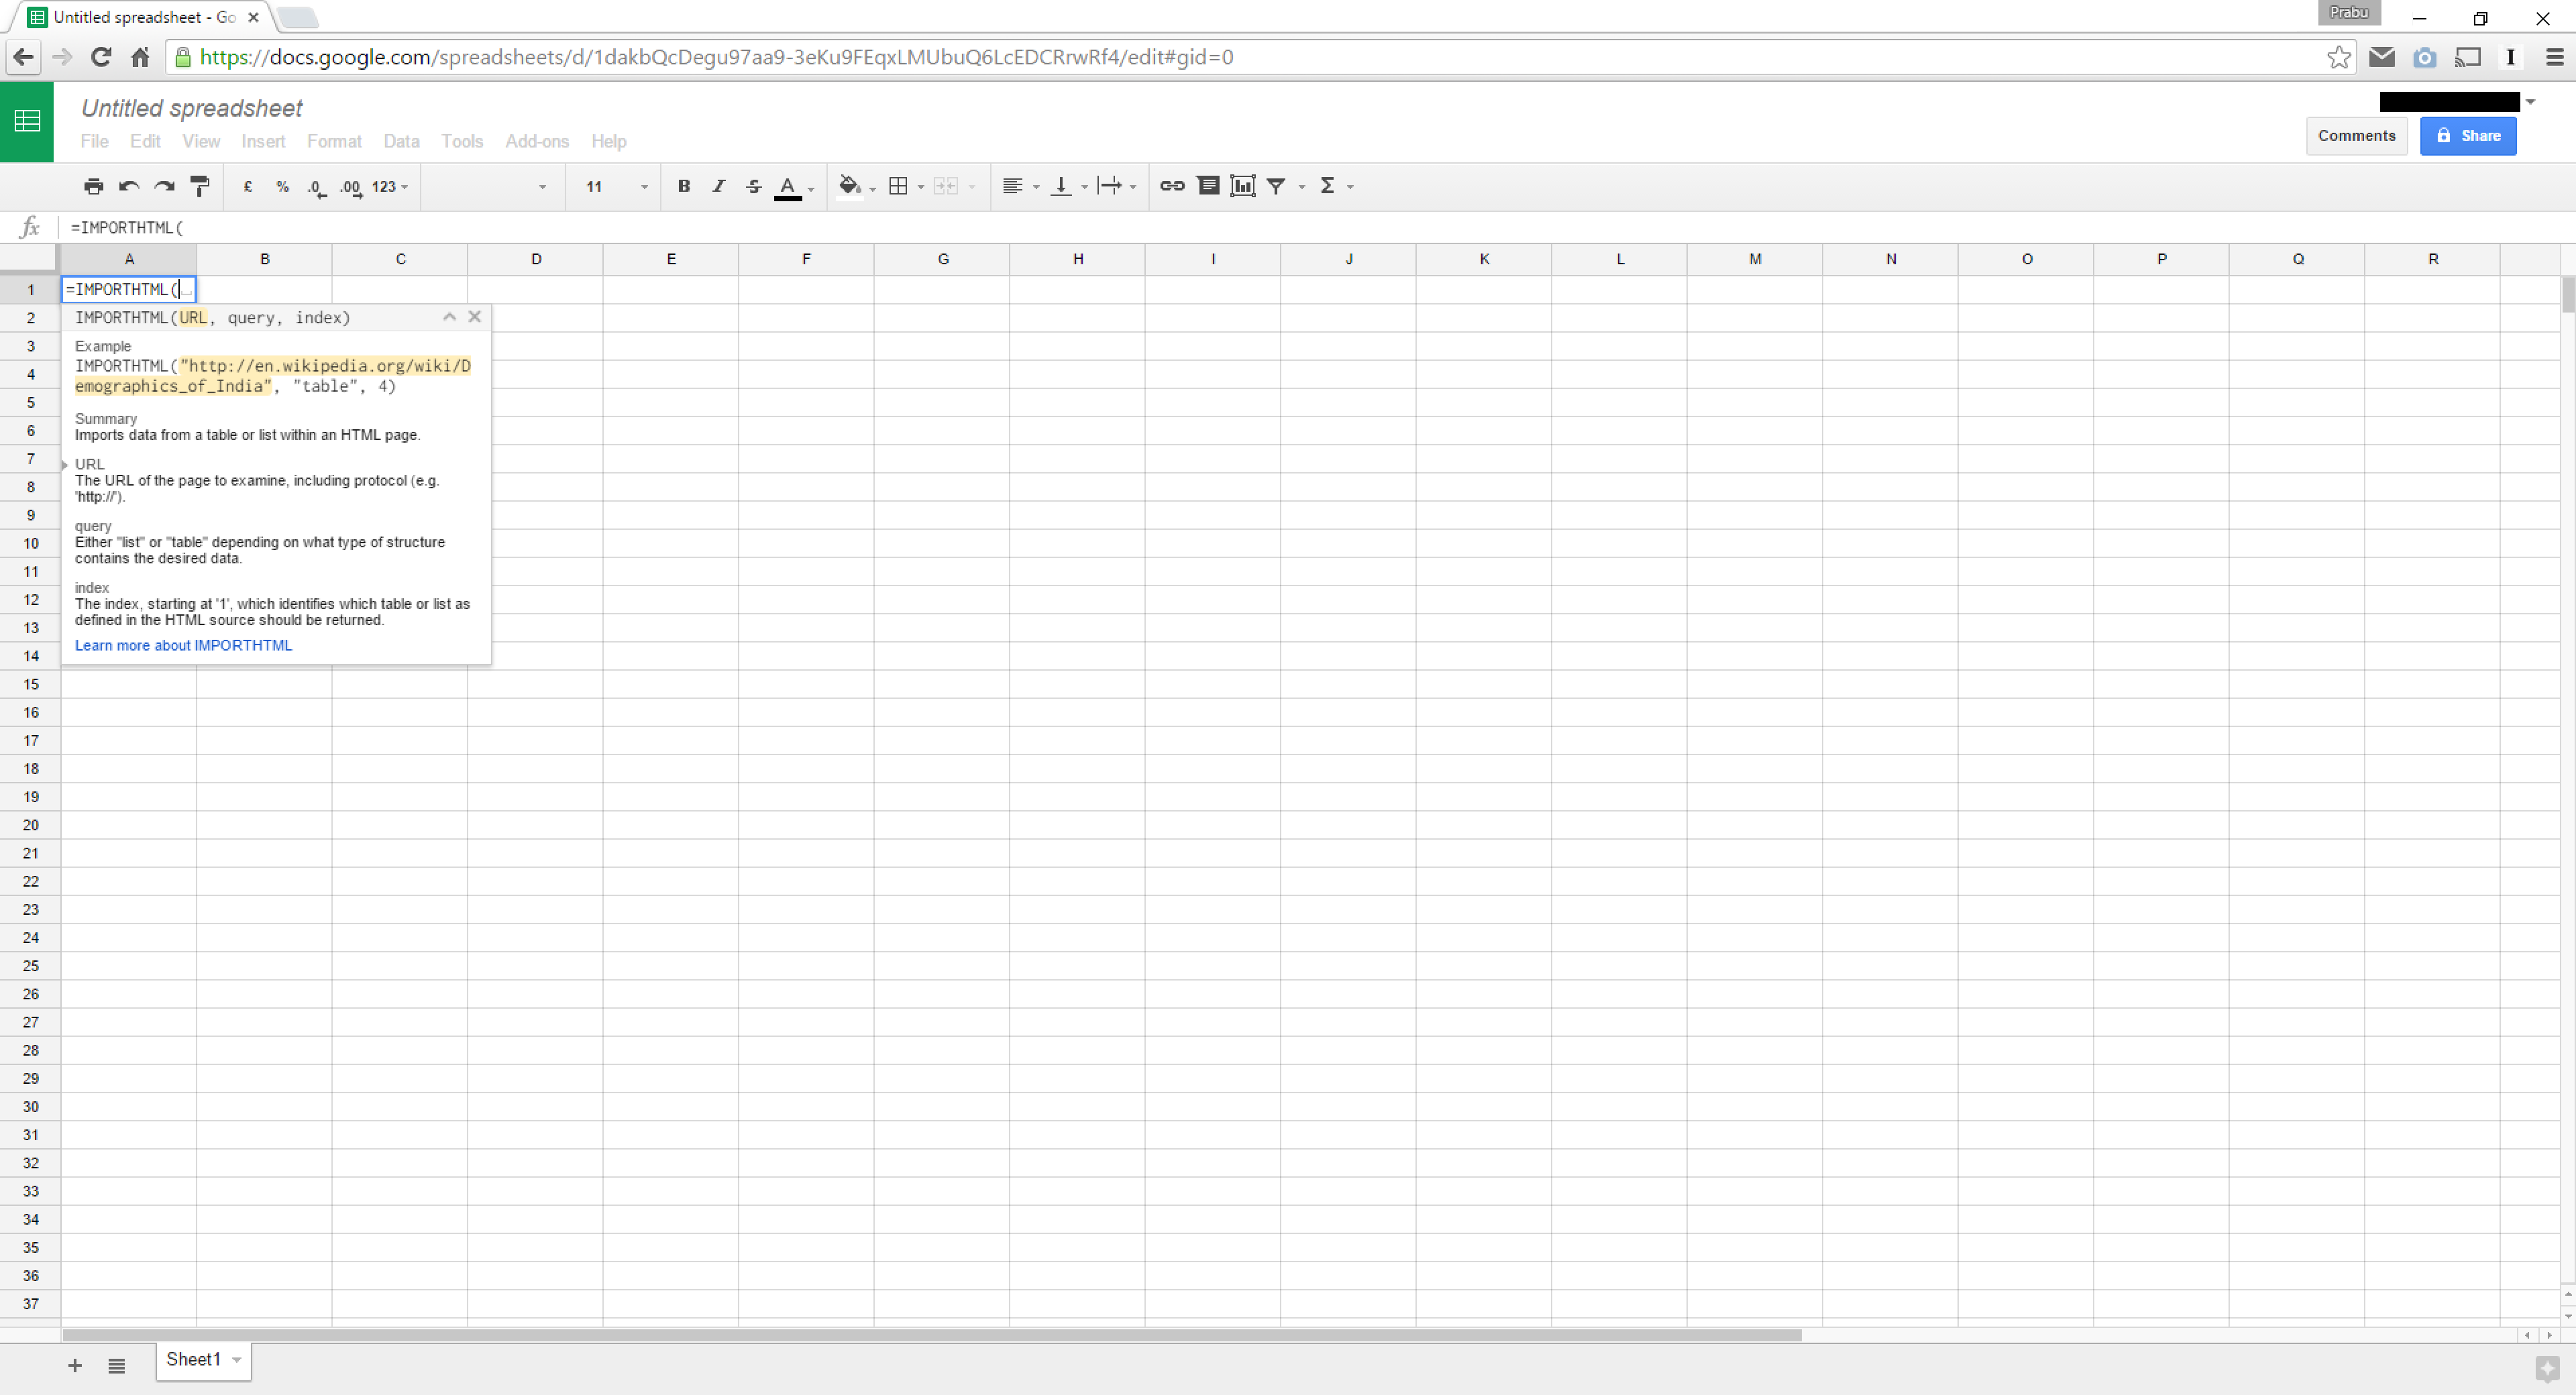 Untitled spreadsheet - Go
Prabu
https://docs.google.com/spreadsheets/d/1dakbQcDegu97aa9-3eKu9FEqxLMUbuQ6LcEDCRrwRf4/edit#gid=0
Untitled spreadsheet
File Edit View Insert Format Data Tools Add-ons Help
Comments Share
£ % .0 .00 123 11 B I S A Σ
fx =IMPORTHTML(
A B C D E F G H I J K L M N O P Q R
1 =IMPORTHTML(
2 IMPORTHTML(URL, query, index)
3 Example
4 IMPORTHTML("http://en.wikipedia.org/wiki/D
emographics_of_India", "table", 4)
5
6 Summary
Imports data from a table or list within an HTML page.
7 URL
8 The URL of the page to examine, including protocol (e.g.
'http://').
9
10 query
Either "list" or "table" depending on what type of structure
contains the desired data.
11
12 index
The index, starting at '1', which identifies which table or list as
13 defined in the HTML source should be returned.
14 Learn more about IMPORTHTML
15
16
17
18
19
20
21
22
23
24
25
26
27
28
29
30
31
32
33
34
35
36
37
Sheet1